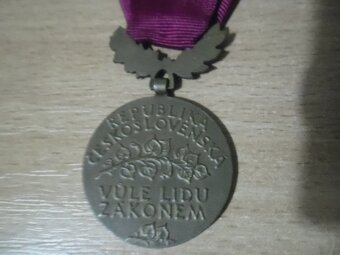 REPUBLIKA
ČESKOSLOVENSKÁ
VŮLE LIDU
ZÁKONEM